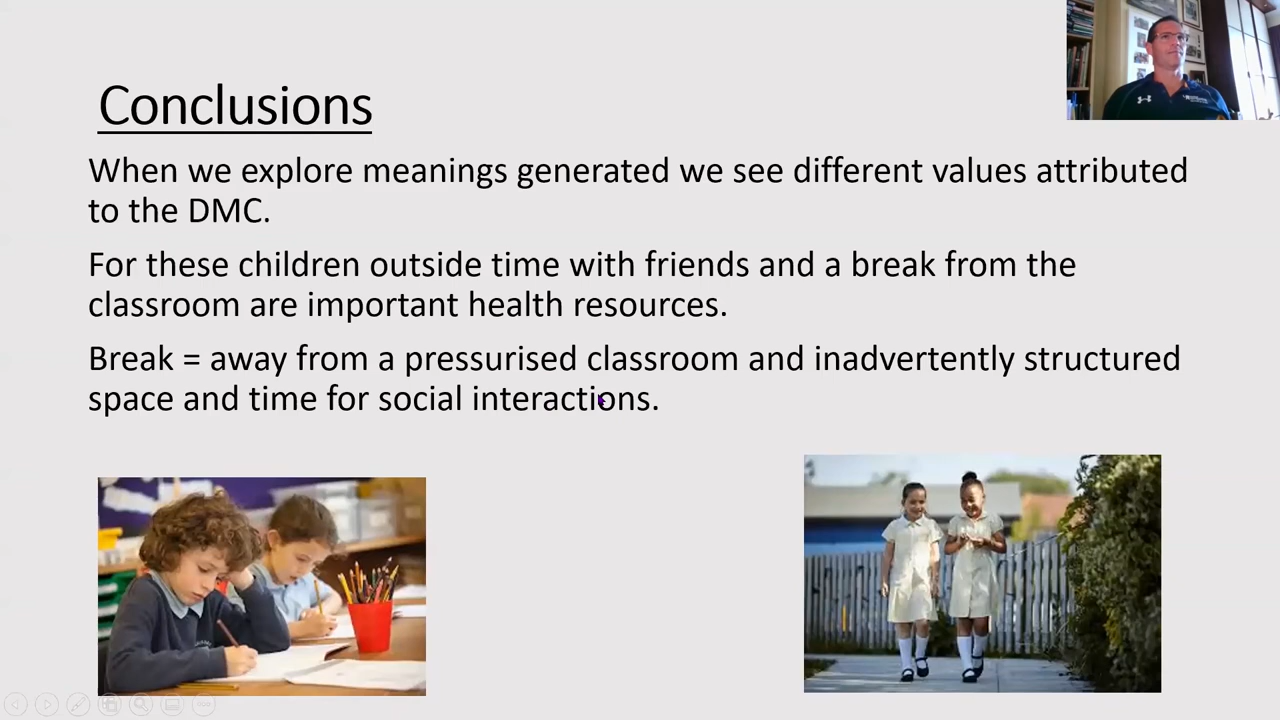 Conclusions
When we explore meanings generated we see different values attributed
to the DMC.
For these children outside time with friends and a break from the
classroom are important health resources.
Break = away from a pressurised classroom and inadvertently structured
space and time for social interactions.